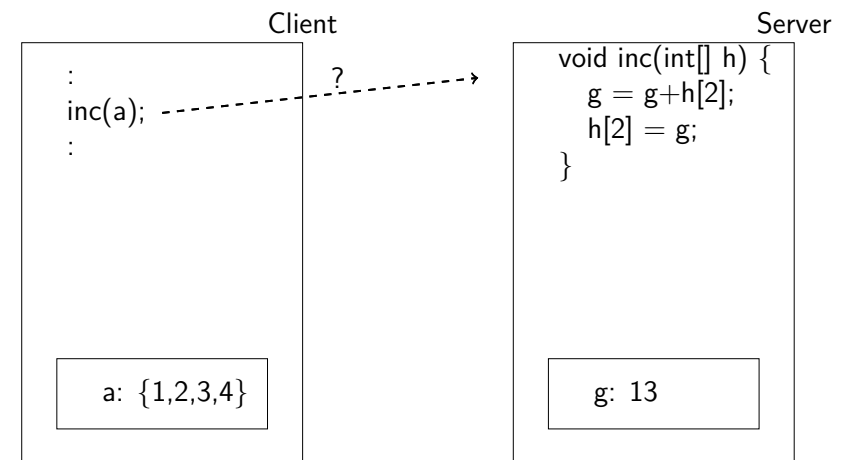 Client
:
inc(a);
:
a: {1,2,3,4}
?
Server
void inc(int[] h) {
g = g+h[2];
h[2] = g;
}
g: 13